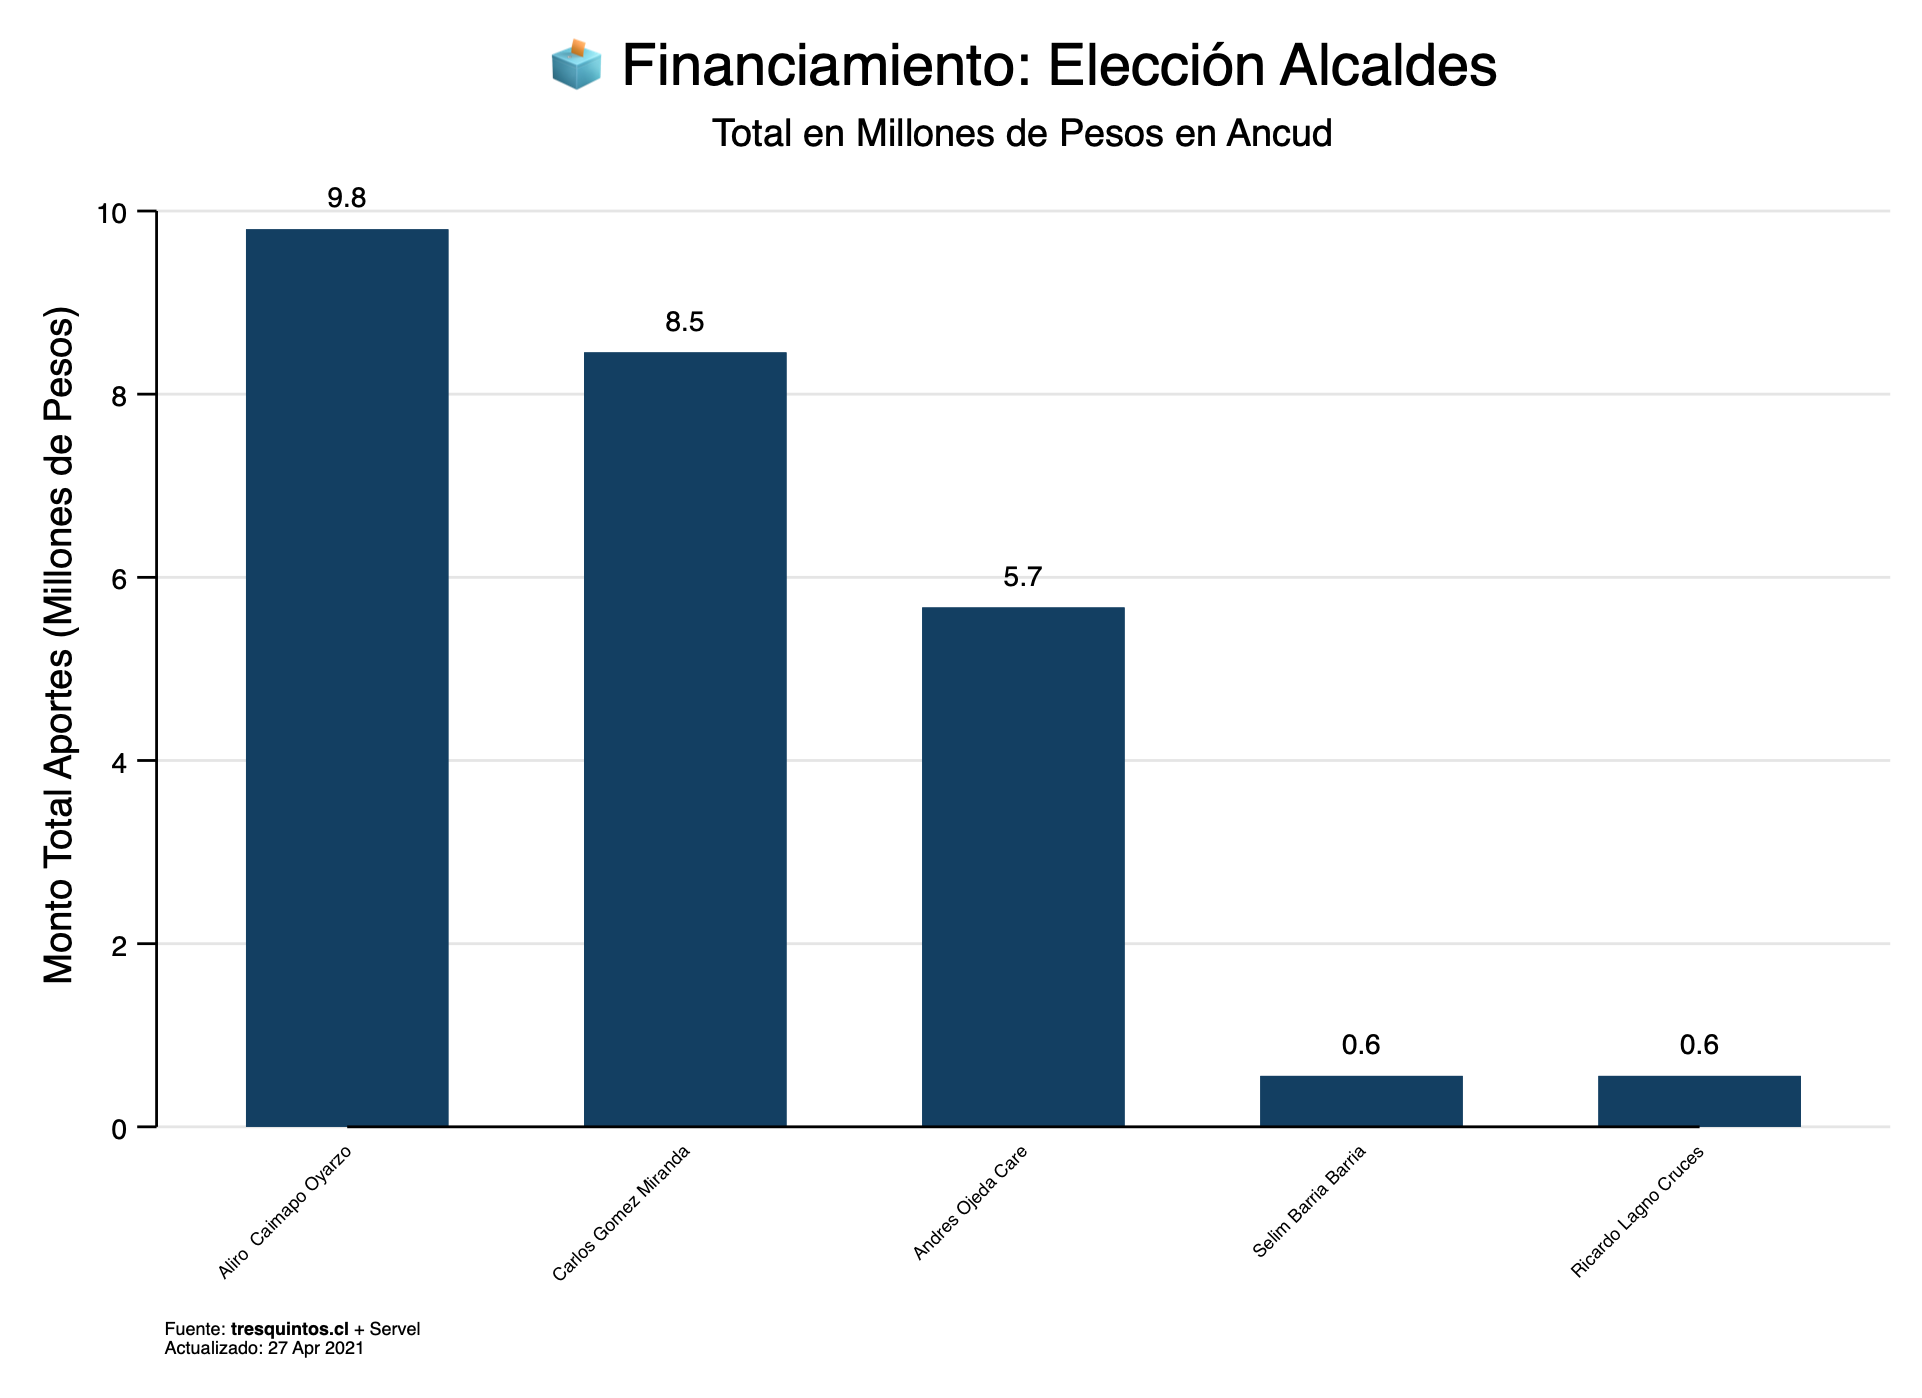 Financiamiento: Elección Alcaldes
Total en Millones de Pesos en Ancud
Monto Total Aportes (Millones de Pesos)
10
8
6
4
2
0
9.8
8.5
5.7
0.6
0.6
Aliro  Caimapo Oyarzo
Carlos Gomez Miranda
Andres Ojeda Care
Selim Barria Barria
Ricardo Lagno Cruces
Fuente: tresquintos.cl + Servel
Actualizado: 27 Apr 2021